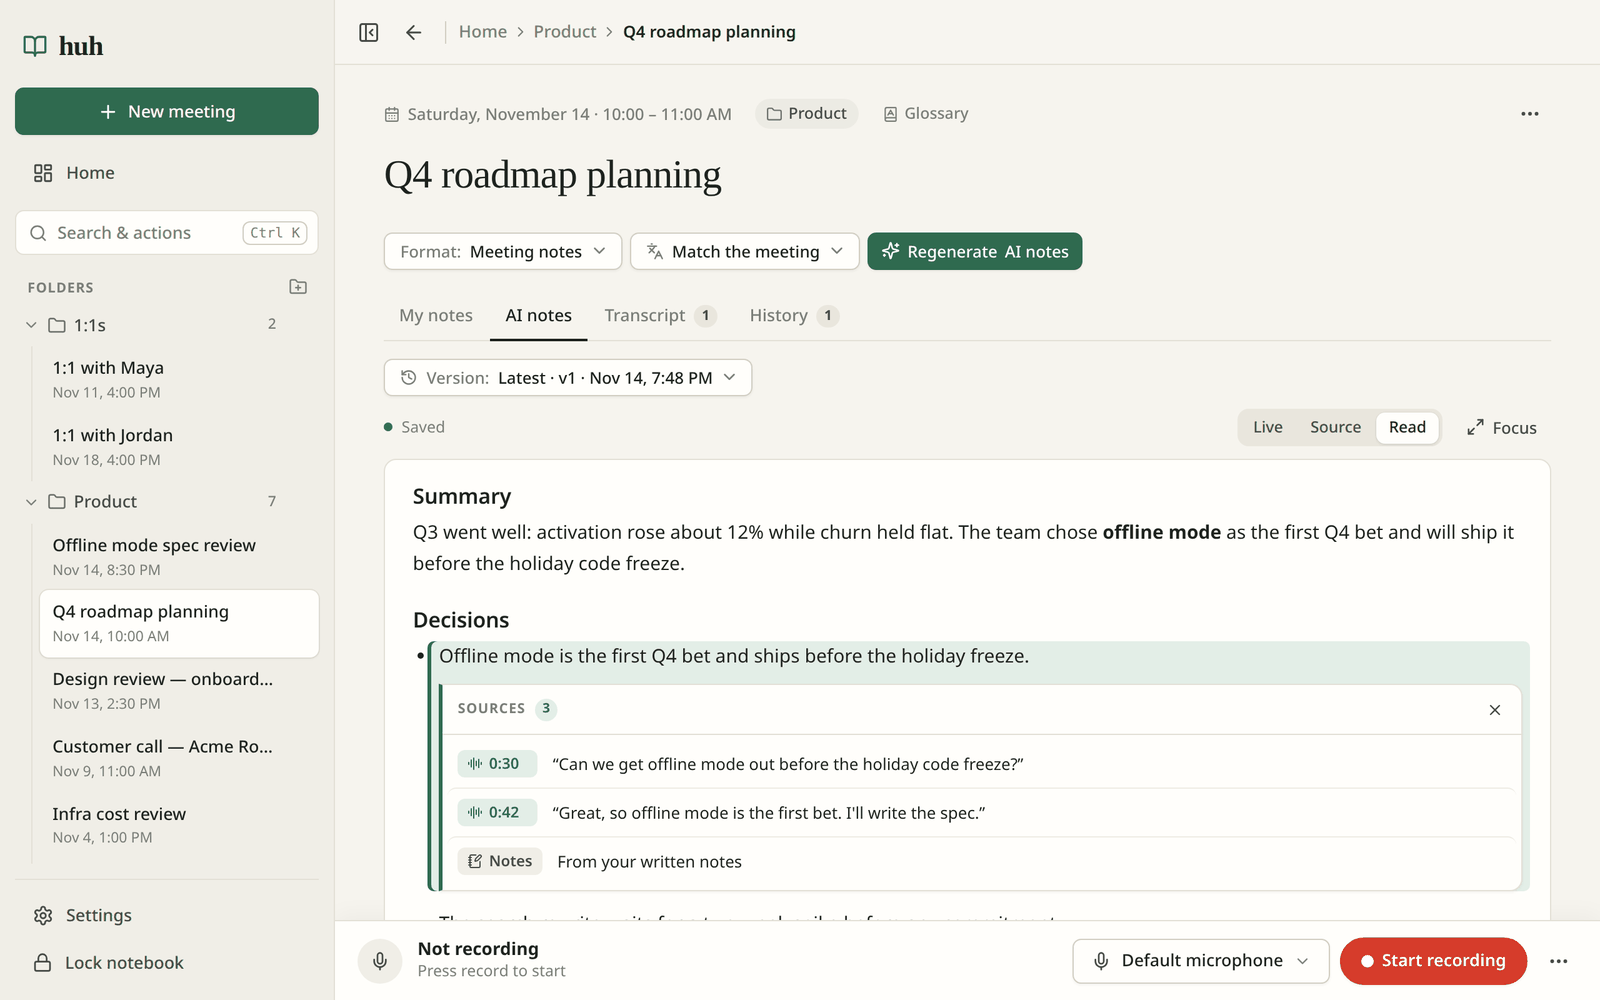 huh
New meeting
Home
Search & actions
Ctrl K
FOLDERS
1:1s
2
1:1 with Maya
Nov 11, 4:00 PM
1:1 with Jordan
Nov 18, 4:00 PM
Product
7
Offline mode spec review
Nov 14, 8:30 PM
Q4 roadmap planning
Nov 14, 10:00 AM
Design review — onboard...
Nov 13, 2:30 PM
Customer call — Acme Ro...
Nov 9, 11:00 AM
Infra cost review
Nov 4, 1:00 PM
Settings
Lock notebook
Home > Product > Q4 roadmap planning
Saturday, November 14 · 10:00 – 11:00 AM
Product
Glossary
Q4 roadmap planning
Format: Meeting notes
Match the meeting
Regenerate AI notes
My notes
AI notes
Transcript 1
History 1
Version: Latest · v1 · Nov 14, 7:48 PM
Saved
Live
Source
Read
Focus
Summary
Q3 went well: activation rose about 12% while churn held flat. The team chose offline mode as the first Q4 bet and will ship it
before the holiday code freeze.
Decisions
• Offline mode is the first Q4 bet and ships before the holiday freeze.
SOURCES 3
0:30 “Can we get offline mode out before the holiday code freeze?”
0:42 “Great, so offline mode is the first bet. I'll write the spec.”
Notes From your written notes
Not recording
Press record to start
Default microphone
Start recording